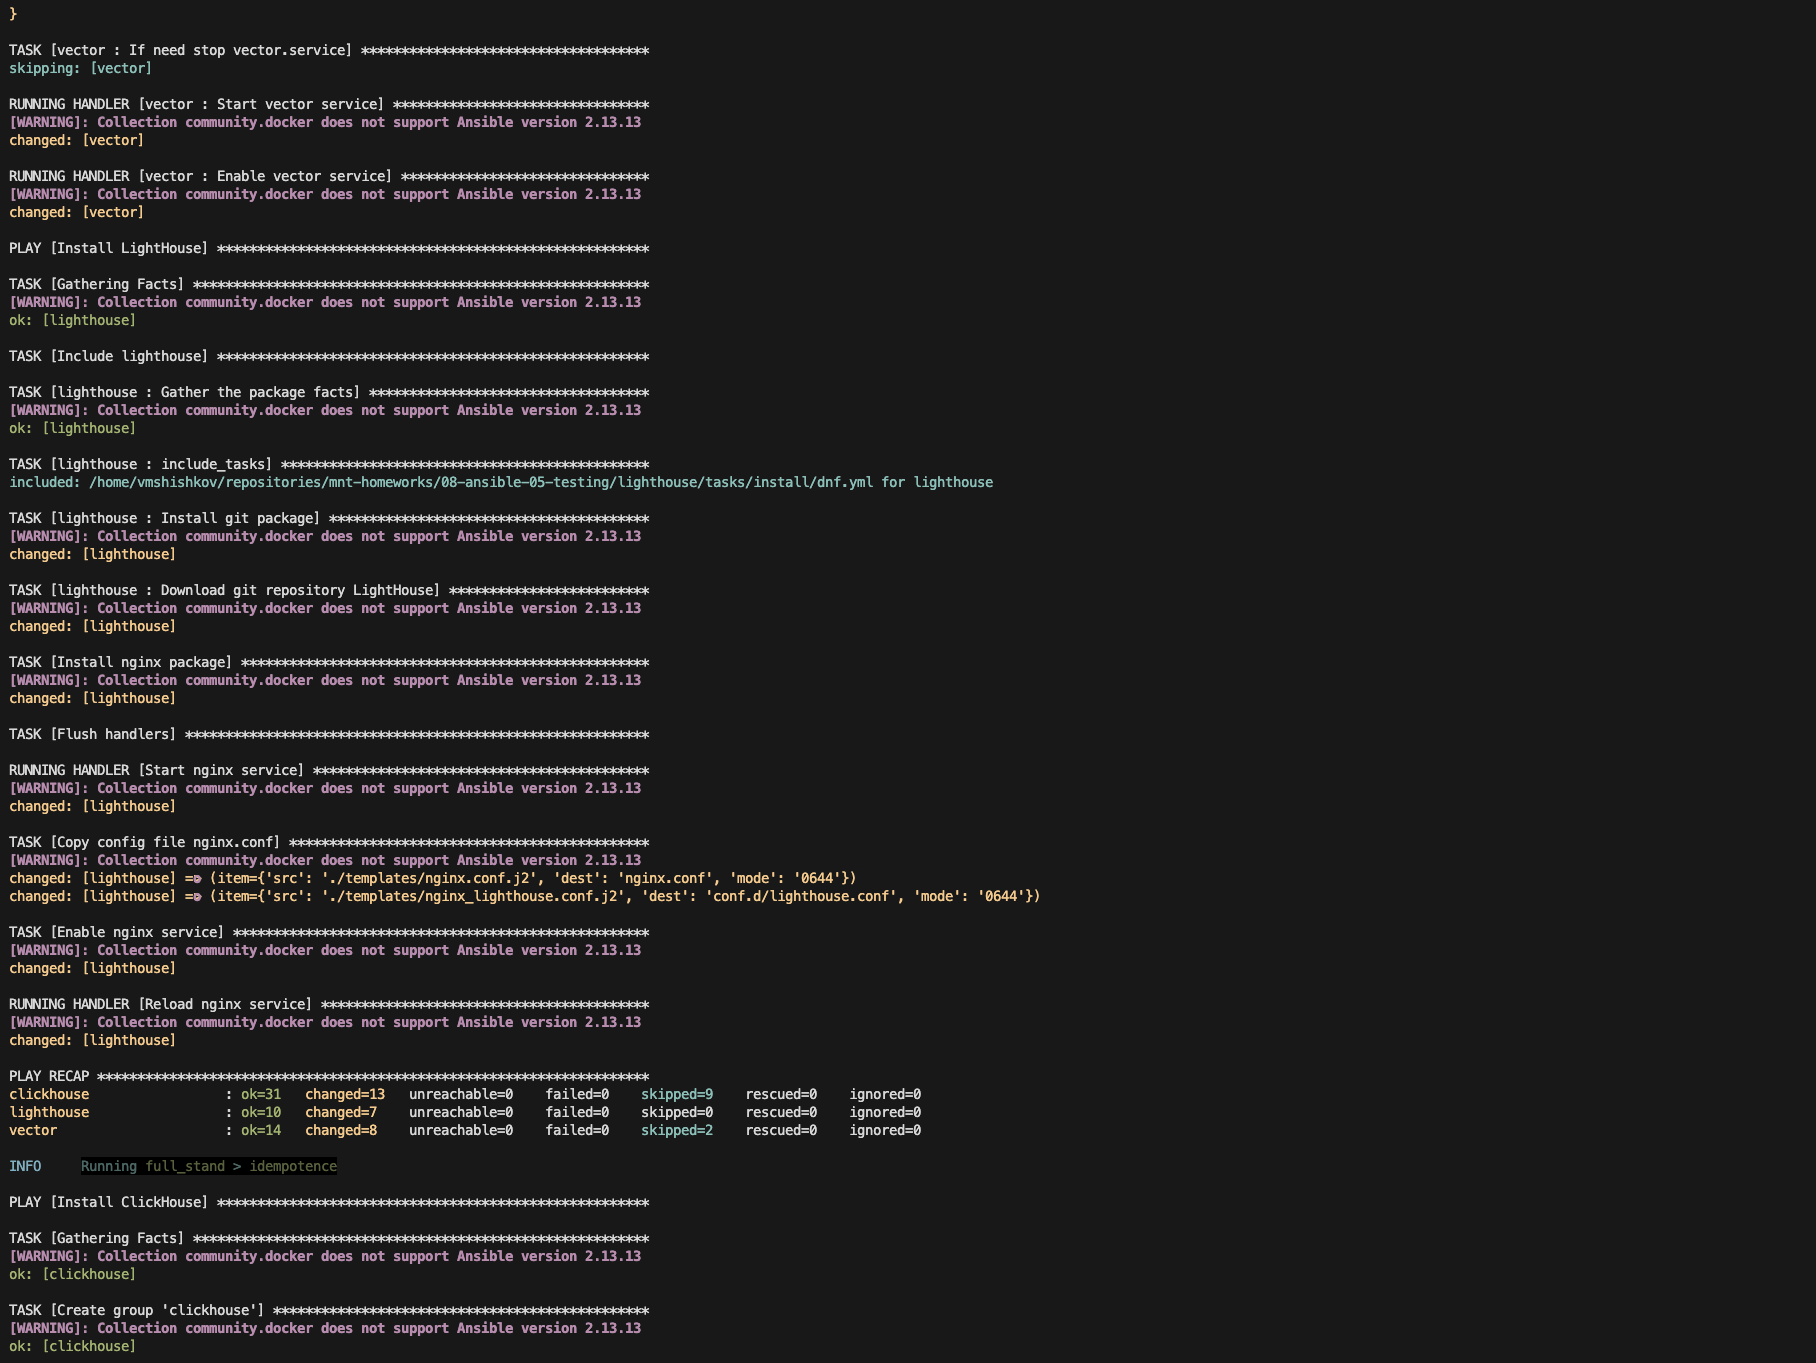 }
TASK [vector : If need stop vector.service] ************************************
skipping: [vector]
RUNNING HANDLER [vector : Start vector service] ********************************
[WARNING]: Collection community.docker does not support Ansible version 2.13.13
changed: [vector]
RUNNING HANDLER [vector : Enable vector service] *******************************
[WARNING]: Collection community.docker does not support Ansible version 2.13.13
changed: [vector]
PLAY [Install LightHouse] ******************************************************
TASK [Gathering Facts] *********************************************************
[WARNING]: Collection community.docker does not support Ansible version 2.13.13
ok: [lighthouse]
TASK [Include lighthouse] ******************************************************
TASK [lighthouse : Gather the package facts] ***********************************
[WARNING]: Collection community.docker does not support Ansible version 2.13.13
ok: [lighthouse]
TASK [lighthouse : include_tasks] **********************************************
included: /home/vmshishkov/repositories/mnt-homeworks/08-ansible-05-testing/lighthouse/tasks/install/dnf.yml for lighthouse
TASK [lighthouse : Install git package] ****************************************
[WARNING]: Collection community.docker does not support Ansible version 2.13.13
changed: [lighthouse]
TASK [lighthouse : Download git repository LightHouse] *************************
[WARNING]: Collection community.docker does not support Ansible version 2.13.13
changed: [lighthouse]
TASK [Install nginx package] ***************************************************
[WARNING]: Collection community.docker does not support Ansible version 2.13.13
changed: [lighthouse]
TASK [Flush handlers] **********************************************************
RUNNING HANDLER [Start nginx service] ******************************************
[WARNING]: Collection community.docker does not support Ansible version 2.13.13
changed: [lighthouse]
TASK [Copy config file nginx.conf] *********************************************
[WARNING]: Collection community.docker does not support Ansible version 2.13.13
changed: [lighthouse] => (item={'src': './templates/nginx.conf.j2', 'dest': 'nginx.conf', 'mode': '0644'})
changed: [lighthouse] => (item={'src': './templates/nginx_lighthouse.conf.j2', 'dest': 'conf.d/lighthouse.conf', 'mode': '0644'})
TASK [Enable nginx service] ****************************************************
[WARNING]: Collection community.docker does not support Ansible version 2.13.13
changed: [lighthouse]
RUNNING HANDLER [Reload nginx service] *****************************************
[WARNING]: Collection community.docker does not support Ansible version 2.13.13
changed: [lighthouse]
PLAY RECAP *********************************************************************
clickhouse                 : ok=31   changed=13   unreachable=0    failed=0    skipped=9    rescued=0    ignored=0
lighthouse                 : ok=10   changed=7    unreachable=0    failed=0    skipped=0    rescued=0    ignored=0
vector                     : ok=14   changed=8    unreachable=0    failed=0    skipped=2    rescued=0    ignored=0
INFO     Running full_stand > idempotence
PLAY [Install ClickHouse] ******************************************************
TASK [Gathering Facts] *********************************************************
[WARNING]: Collection community.docker does not support Ansible version 2.13.13
ok: [clickhouse]
TASK [Create group 'clickhouse'] ***********************************************
[WARNING]: Collection community.docker does not support Ansible version 2.13.13
ok: [clickhouse]